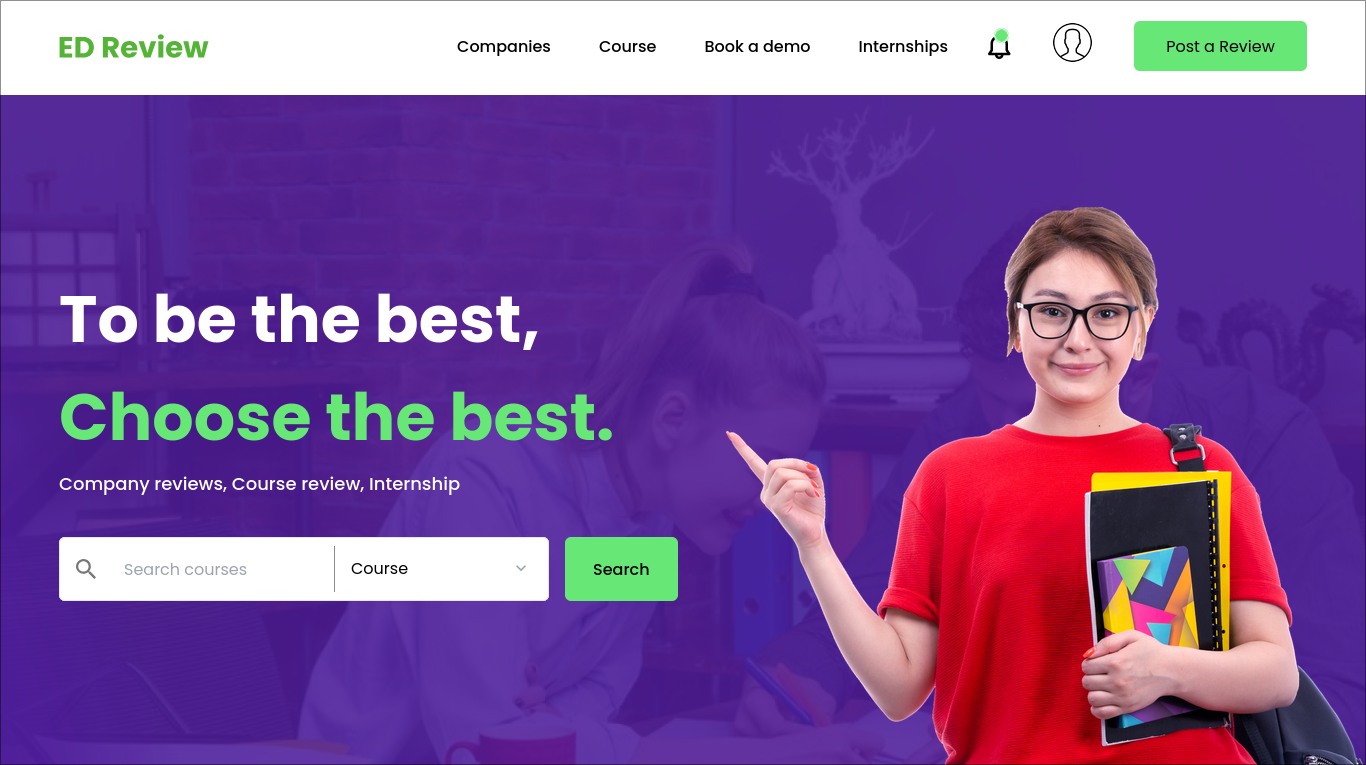 ED Review
Companies
Course
Book a demo
Internships
Post a Review
To be the best,
Choose the best.
Company reviews, Course review, Internship
Search courses
Course
Search